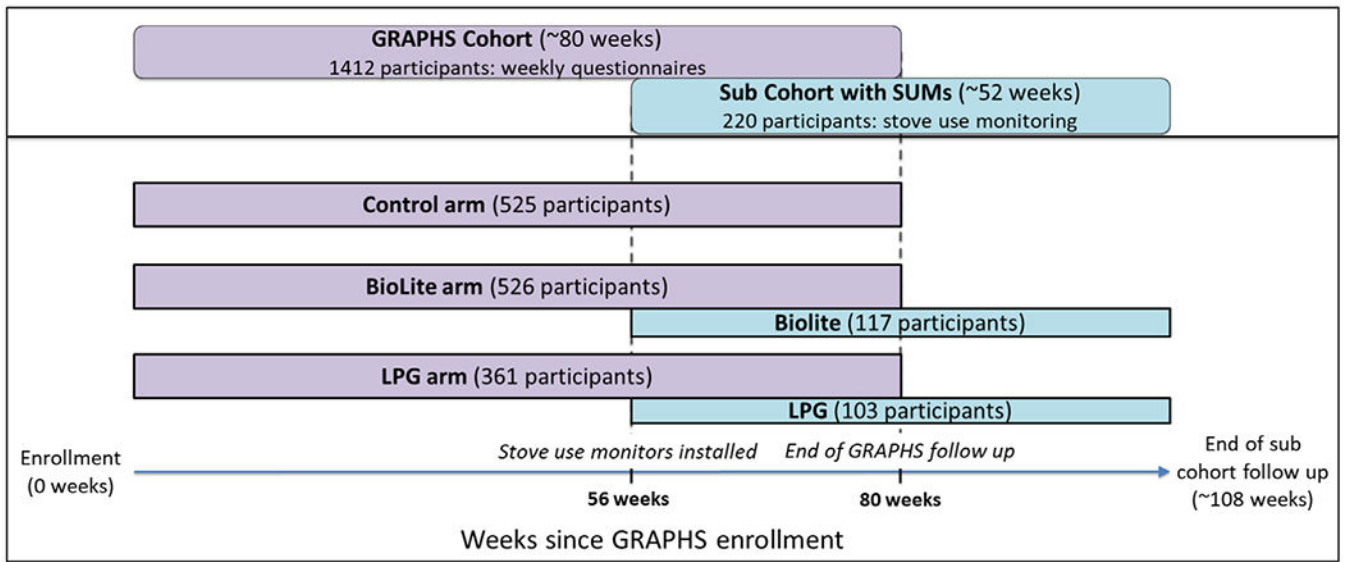 GRAPHS Cohort (~80 weeks)
1412 participants: weekly questionnaires
Sub Cohort with SUMs (~52 weeks)
220 participants: stove use monitoring
Control arm (525 participants)
BioLite arm (526 participants)
Biolite (117 participants)
LPG arm (361 participants)
LPG (103 participants)
Enrollment
(0 weeks)
Stove use monitors installed
End of GRAPHS follow up
End of sub
cohort follow up
(~108 weeks)
56 weeks
80 weeks
Weeks since GRAPHS enrollment